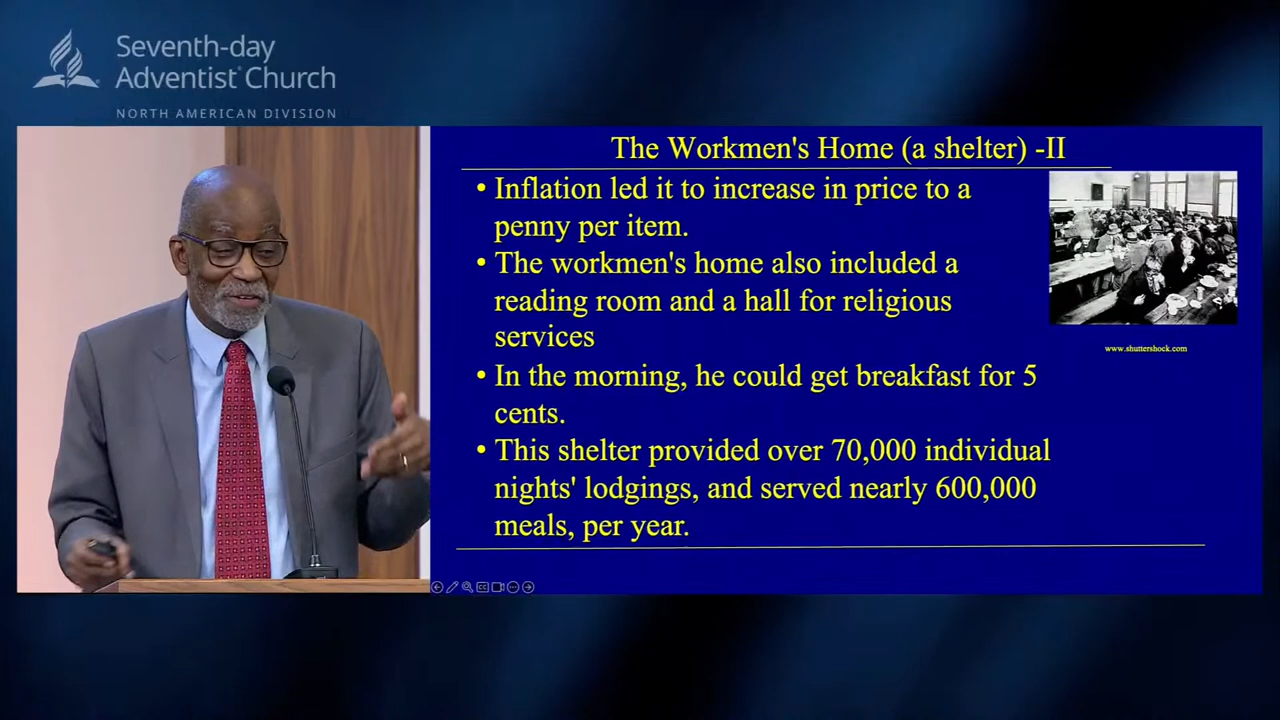 Seventh-day
Adventist® Church
NORTH AMERICAN DIVISION
The Workmen's Home (a shelter) -II
• Inflation led it to increase in price to a
penny per item.
• The workmen's home also included a
reading room and a hall for religious
services
• In the morning, he could get breakfast for 5
cents.
• This shelter provided over 70,000 individual
nights' lodgings, and served nearly 600,000
meals, per year.
www.shuttershock.com
CC